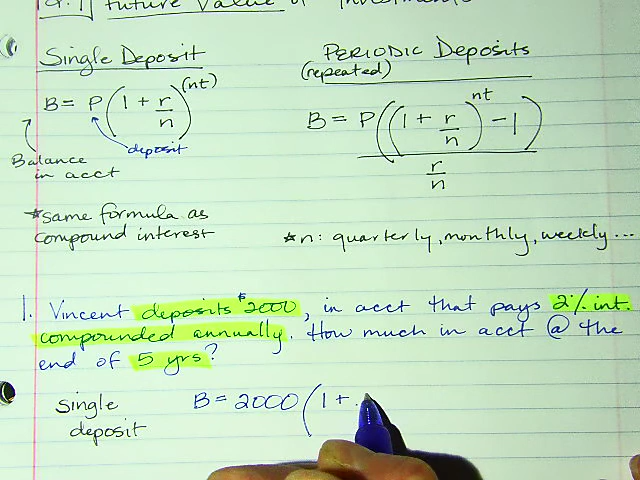 Future Value of Investments
Single Deposit
B = P(1 + r/n)^(nt)
deposit
Balance
in acct
*same formula as
compound interest
PERIODIC Deposits
(repeated)
B = P((1 + r/n)^nt - 1)
r/n
*n: quarterly, monthly, weekly...
1. Vincent deposits $2000, in acct that pays 2% int.
compounded annually. How much in acct @ the
end of 5 yrs?
Single
deposit
B = 2000(1 + .